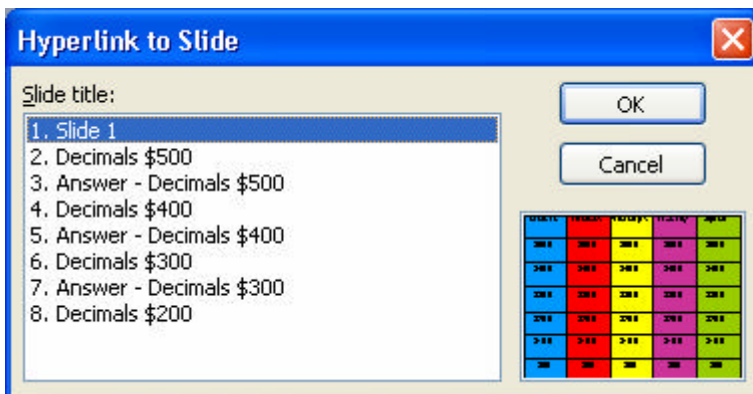 Hyperlink to Slide
Slide title:
1. Slide 1
2. Decimals $500
3. Answer - Decimals $500
4. Decimals $400
5. Answer - Decimals $400
6. Decimals $300
7. Answer - Decimals $300
8. Decimals $200
OK
Cancel